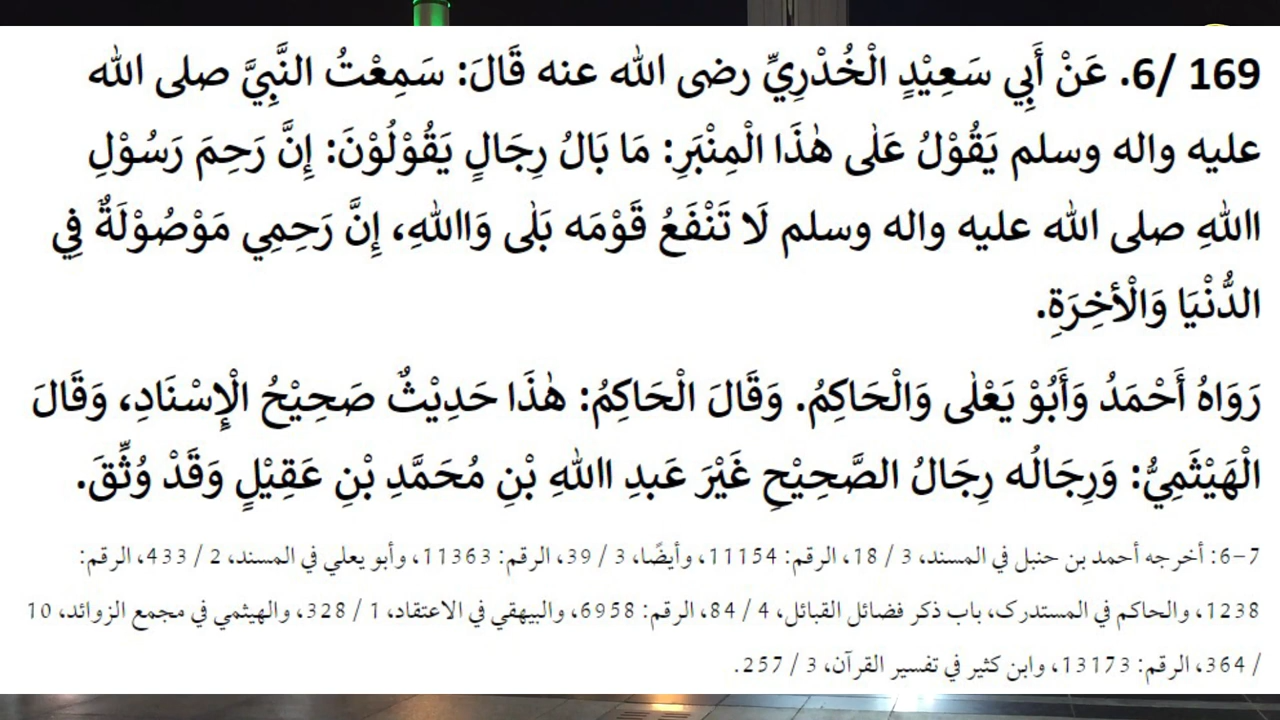 169 /6. عَنْ أَبِي سَعِيْدٍ الْخُدْرِيِّ رضى الله عنه قَالَ: سَمِعْتُ النَّبِيَّ صلى الله
عليه واله وسلم يَقُوْلُ عَلٰى هٰذَا الْمِنْبَرِ: مَا بَالُ رِجَالٍ يَقُوْلُوْنَ: إِنَّ رَحِمَ رَسُوْلِ
االلهِ صلى الله عليه واله وسلم لَا تَنْفَعُ قَوْمَه بَلٰى وَااللهِ، إِنَّ رَحِمِي مَوْصُوْلَةٌ فِي
الدُّنْيَا وَالْأخِرَةِ.
رَوَاهُ أَحْمَدُ وَأَبُوْ يَعْلٰى وَالْحَاكِمُ. وَقَالَ الْحَاكِمُ: هٰذَا حَدِيْثٌ صَحِيْحُ الْإِسْنَادِ، وَقَالَ
الْهَيْثَمِيُّ: وَرِجَالُه رِجَالُ الصَّحِيْحِ غَيْرَ عَبدِ االلهِ بْنِ مُحَمَّدِ بْنِ عَقِيْلٍ وَقَدْ وُثِّقَ.
6-7: أخرجه أحمد بن حنبل في المسند، 3 / 18، الرقم: 11154، وأيضًا، 3 / 39، الرقم: 11363، وأبو يعلي في المسند، 2 / 433، الرقم:
1238، والحاكم في المستدرک، باب ذكر فضائل القبائل، 4 / 84، الرقم: 6958، والبيهقي في الاعتقاد، 1 / 328، والهيثمي في مجمع الزوائد، 10
/ 364، الرقم: 13173، وابن كثير في تفسير القرآن، 3 / 257.